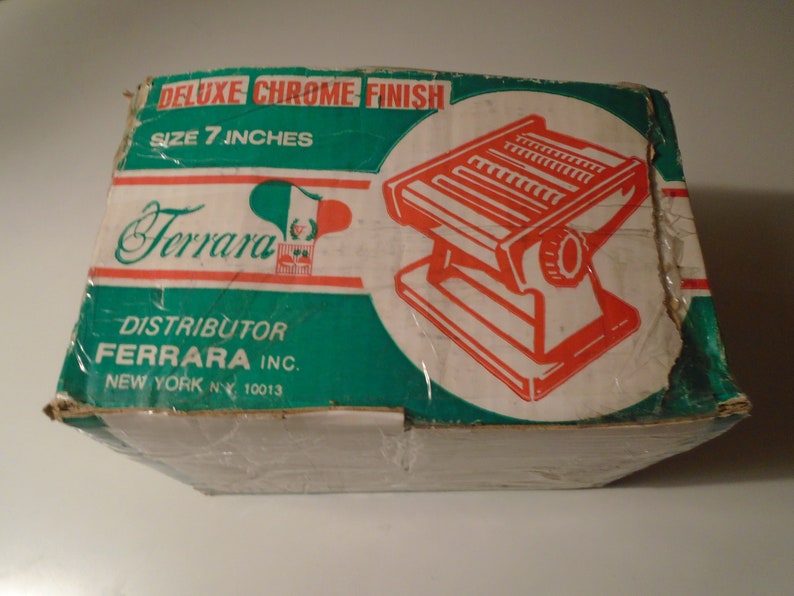 DELUXE CHROME FINISH
SIZE 7 INCHES
Ferrara
DISTRIBUTOR
FERRARA INC.
NEW YORK N.Y. 10013